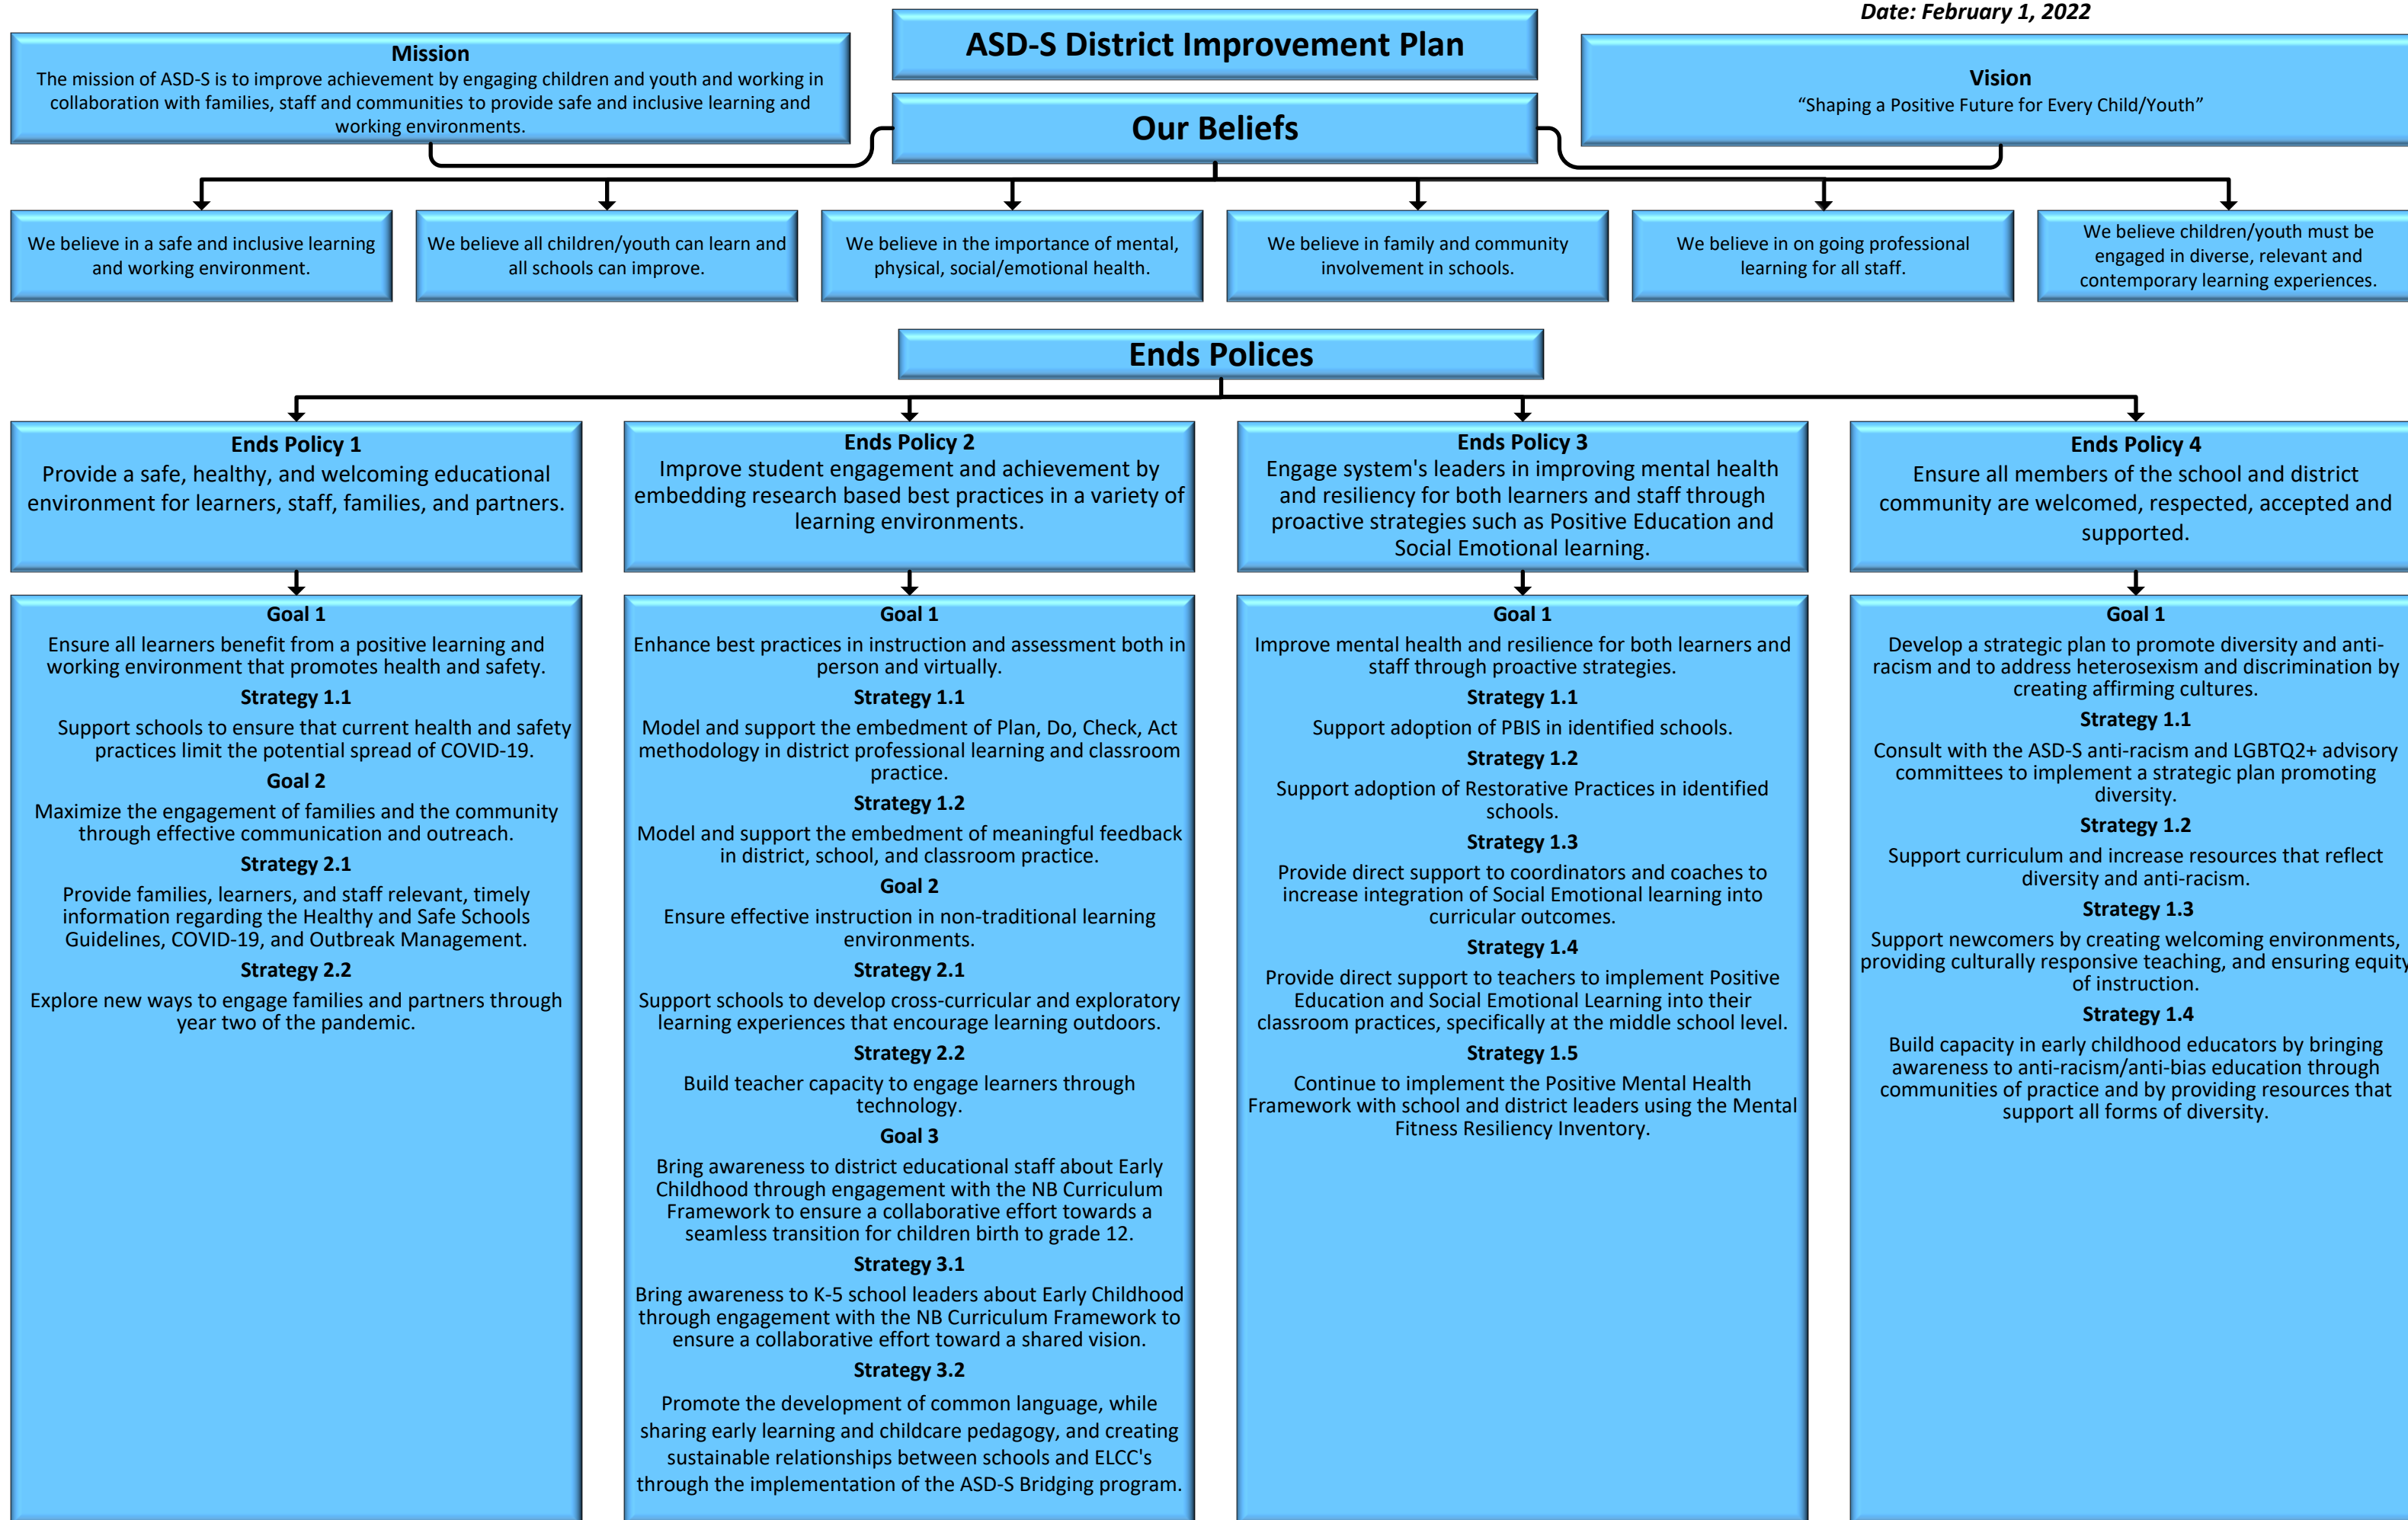 Date: February 1, 2022
ASD-S District Improvement Plan
Mission
The mission of ASD-S is to improve achievement by engaging children and youth and working in
collaboration with families, staff and communities to provide safe and inclusive learning and
working environments.
Vision
“Shaping a Positive Future for Every Child/Youth”
Our Beliefs
We believe in a safe and inclusive learning
and working environment.
We believe all children/youth can learn and
all schools can improve.
We believe in the importance of mental,
physical, social/emotional health.
We believe in family and community
involvement in schools.
We believe in on going professional
learning for all staff.
We believe children/youth must be
engaged in diverse, relevant and
contemporary learning experiences.
Ends Polices
Ends Policy 1
Provide a safe, healthy, and welcoming educational
environment for learners, staff, families, and partners.
Goal 1
Ensure all learners benefit from a positive learning and
working environment that promotes health and safety.
Strategy 1.1
Support schools to ensure that current health and safety
practices limit the potential spread of COVID-19.
Goal 2
Maximize the engagement of families and the community
through effective communication and outreach.
Strategy 2.1
Provide families, learners, and staff relevant, timely
information regarding the Healthy and Safe Schools
Guidelines, COVID-19, and Outbreak Management.
Strategy 2.2
Explore new ways to engage families and partners through
year two of the pandemic.
Ends Policy 2
Improve student engagement and achievement by
embedding research based best practices in a variety of
learning environments.
Goal 1
Enhance best practices in instruction and assessment both in
person and virtually.
Strategy 1.1
Model and support the embedment of Plan, Do, Check, Act
methodology in district professional learning and classroom
practice.
Strategy 1.2
Model and support the embedment of meaningful feedback
in district, school, and classroom practice.
Goal 2
Ensure effective instruction in non-traditional learning
environments.
Strategy 2.1
Support schools to develop cross-curricular and exploratory
learning experiences that encourage learning outdoors.
Strategy 2.2
Build teacher capacity to engage learners through
technology.
Goal 3
Bring awareness to district educational staff about Early
Childhood through engagement with the NB Curriculum
Framework to ensure a collaborative effort towards a
seamless transition for children birth to grade 12.
Strategy 3.1
Bring awareness to K-5 school leaders about Early Childhood
through engagement with the NB Curriculum Framework to
ensure a collaborative effort toward a shared vision.
Strategy 3.2
Promote the development of common language, while
sharing early learning and childcare pedagogy, and creating
sustainable relationships between schools and ELCC's
through the implementation of the ASD-S Bridging program.
Ends Policy 3
Engage system's leaders in improving mental health
and resiliency for both learners and staff through
proactive strategies such as Positive Education and
Social Emotional learning.
Goal 1
Improve mental health and resilience for both learners and
staff through proactive strategies.
Strategy 1.1
Support adoption of PBIS in identified schools.
Strategy 1.2
Support adoption of Restorative Practices in identified
schools.
Strategy 1.3
Provide direct support to coordinators and coaches to
increase integration of Social Emotional learning into
curricular outcomes.
Strategy 1.4
Provide direct support to teachers to implement Positive
Education and Social Emotional Learning into their
classroom practices, specifically at the middle school level.
Strategy 1.5
Continue to implement the Positive Mental Health
Framework with school and district leaders using the Mental
Fitness Resiliency Inventory.
Ends Policy 4
Ensure all members of the school and district
community are welcomed, respected, accepted and
supported.
Goal 1
Develop a strategic plan to promote diversity and anti-
racism and to address heterosexism and discrimination by
creating affirming cultures.
Strategy 1.1
Consult with the ASD-S anti-racism and LGBTQ2+ advisory
committees to implement a strategic plan promoting
diversity.
Strategy 1.2
Support curriculum and increase resources that reflect
diversity and anti-racism.
Strategy 1.3
Support newcomers by creating welcoming environments,
providing culturally responsive teaching, and ensuring equity
of instruction.
Strategy 1.4
Build capacity in early childhood educators by bringing
awareness to anti-racism/anti-bias education through
communities of practice and by providing resources that
support all forms of diversity.